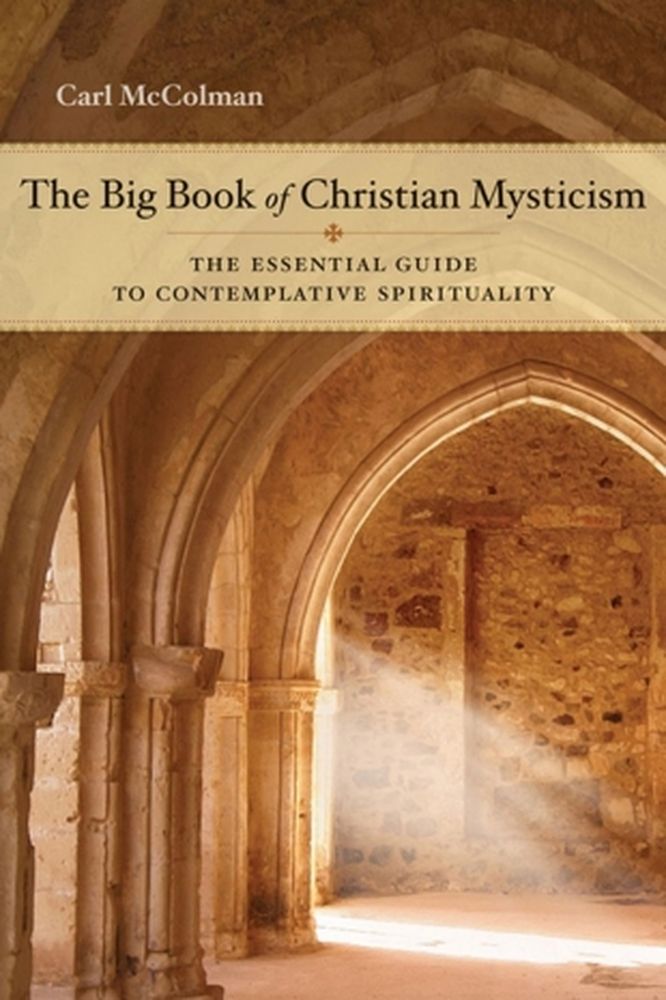 Carl McColman
The Big Book of Christian Mysticism
THE ESSENTIAL GUIDE
TO CONTEMPLATIVE SPIRITUALITY